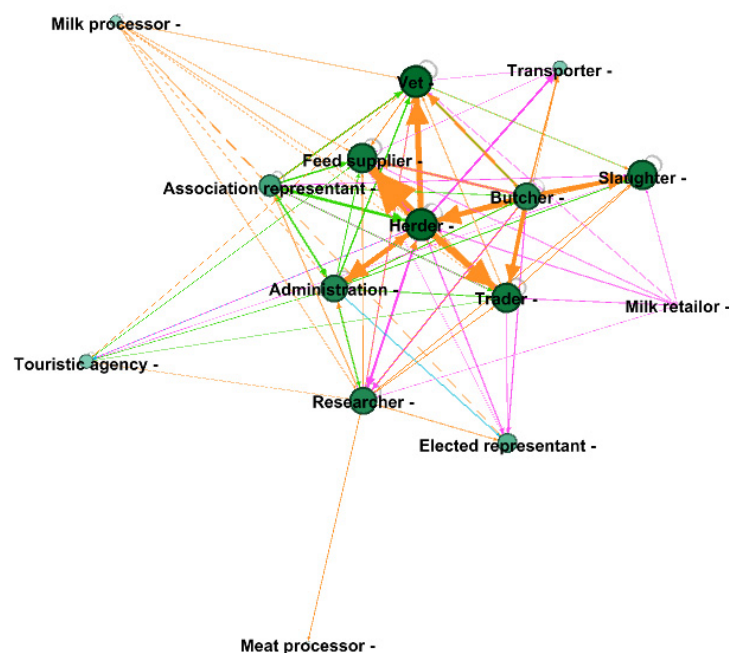 Milk processor -
Vet -
Transporter -
Feed supplier -
Association representant -
Slaughter -
Butcher -
Herder -
Administration -
Trader -
Milk retailor -
Touristic agency -
Researcher -
Elected representant -
Meat processor -